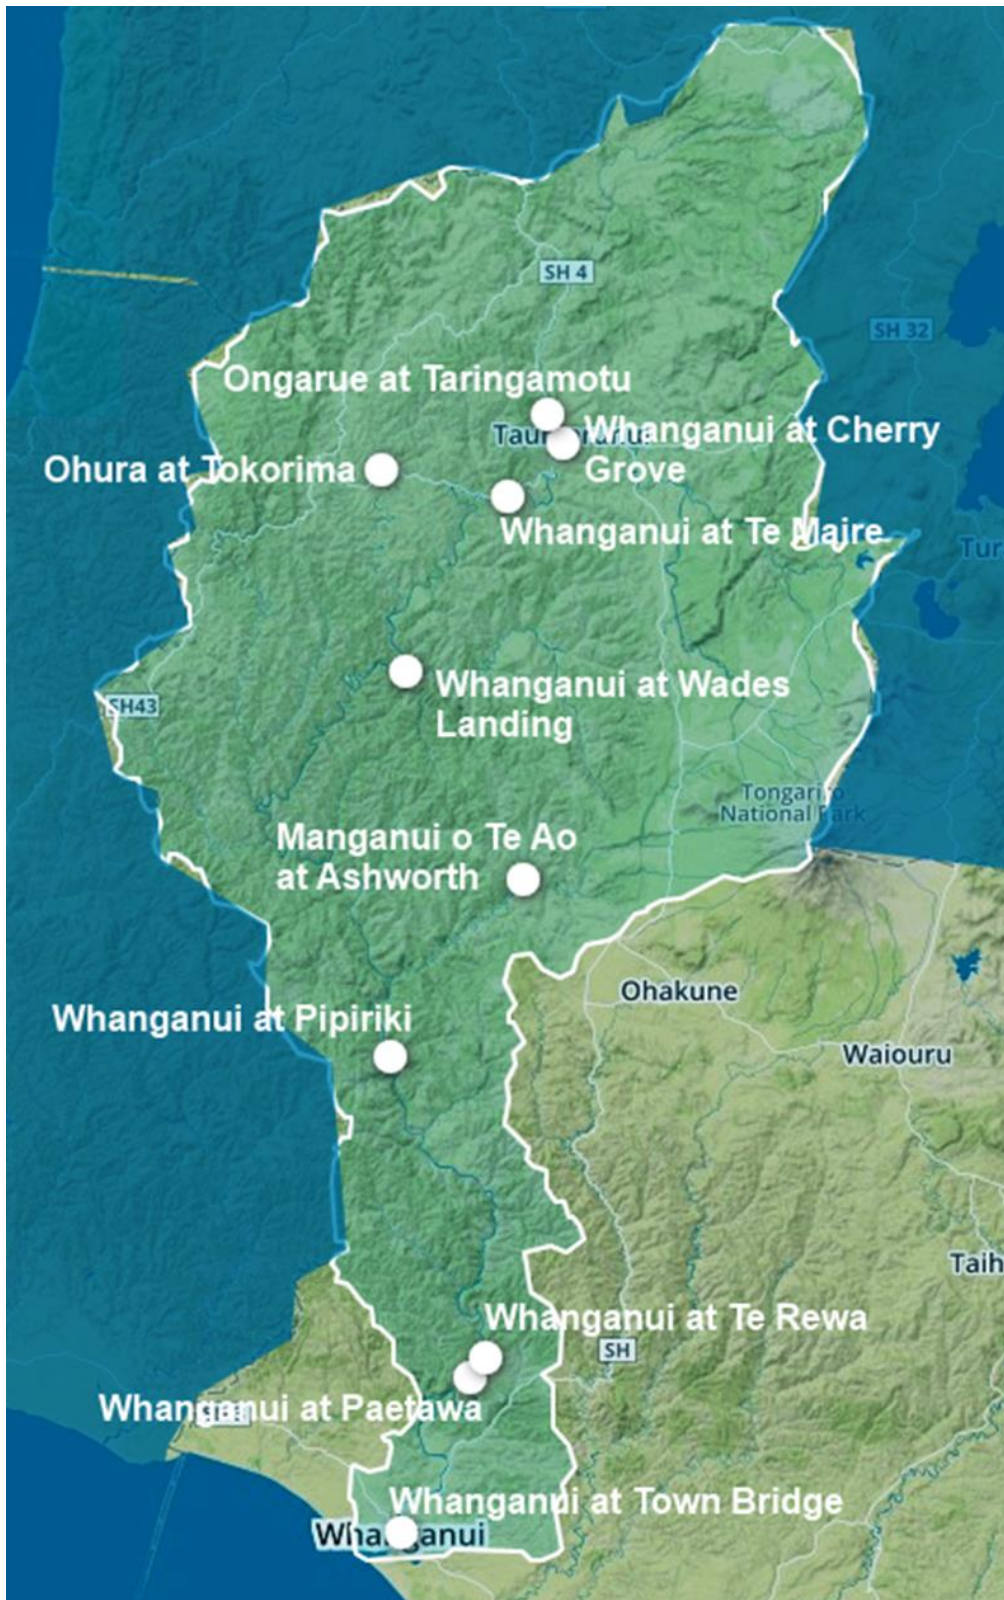 SH 4
SH 32
Ongarue at Taringamotu
Whanganui at Cherry
Grove
Ohura at Tokorima
Whanganui at Te Maire
Tur
Whanganui at Wades
Landing
SH43
Tongariro
National Park
Manganui o Te Ao
at Ashworth
Ohakune
Whanganui at Pipiriki
Waiouru
Taih
Whanganui at Te Rewa
SH
Whanganui at Paetawa
Whanganui at Town Bridge
Whanganui